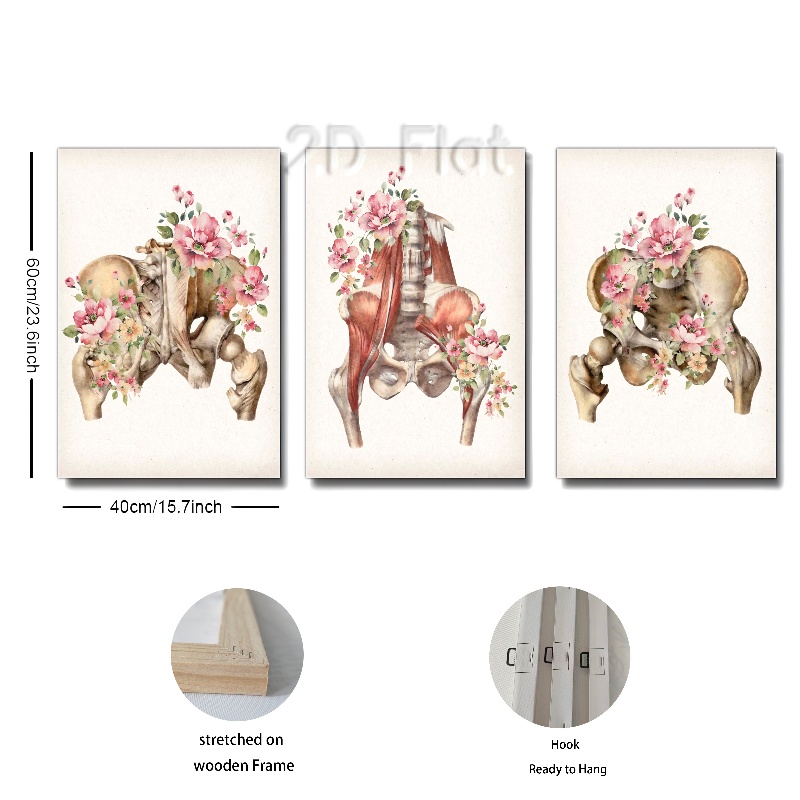 2D Flat
60cm/23.6inch
40cm/15.7inch
stretched on
wooden Frame
Hook
Ready to Hang